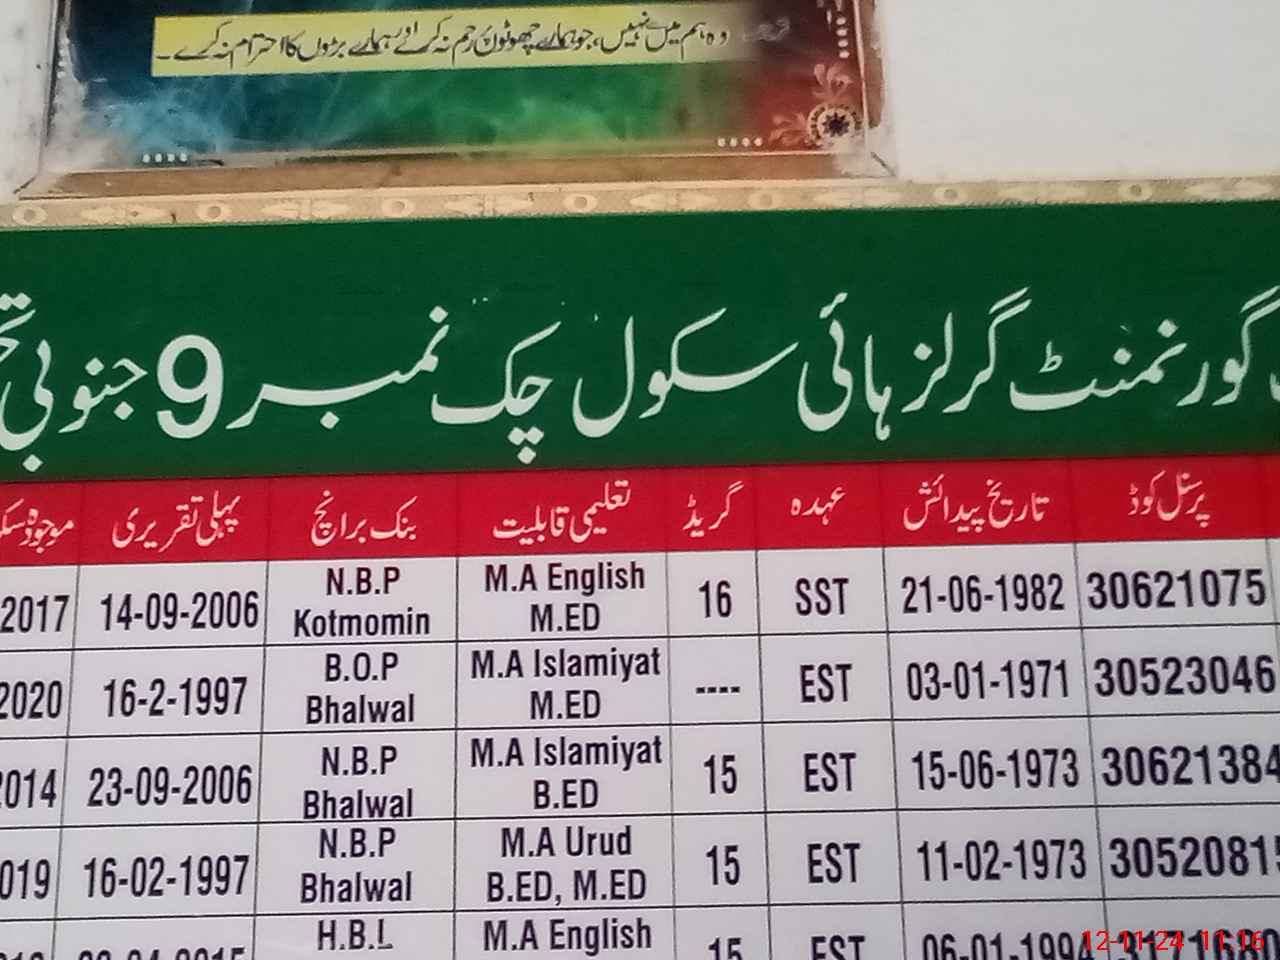 وہ ہم میں سے نہیں، جو ہمارے چھوٹوں پر رحم نہ کرے اور ہمارے بڑوں کا احترام نہ کرے۔
گورنمنٹ گرلز ہائی سکول چک نمبر 9 جنوبی
پرسنل کوڈ تاریخ پیدائش عہدہ گریڈ تعلیمی قابلیت بنک برانچ پہلی تقرری موجودہ
2017 14-09-2006 N.B.P Kotmomin M.A English M.ED 16 SST 21-06-1982 30621075
2020 16-2-1997 B.O.P Bhalwal M.A Islamiyat M.ED ---- EST 03-01-1971 30523046
2014 23-09-2006 N.B.P Bhalwal M.A Islamiyat B.ED 15 EST 15-06-1973 30621384
019 16-02-1997 N.B.P Bhalwal M.A Urud B.ED, M.ED 15 EST 11-02-1973 3052081
H.B.L M.A English 15 EST 06-01-1994
12-11-24 11:16